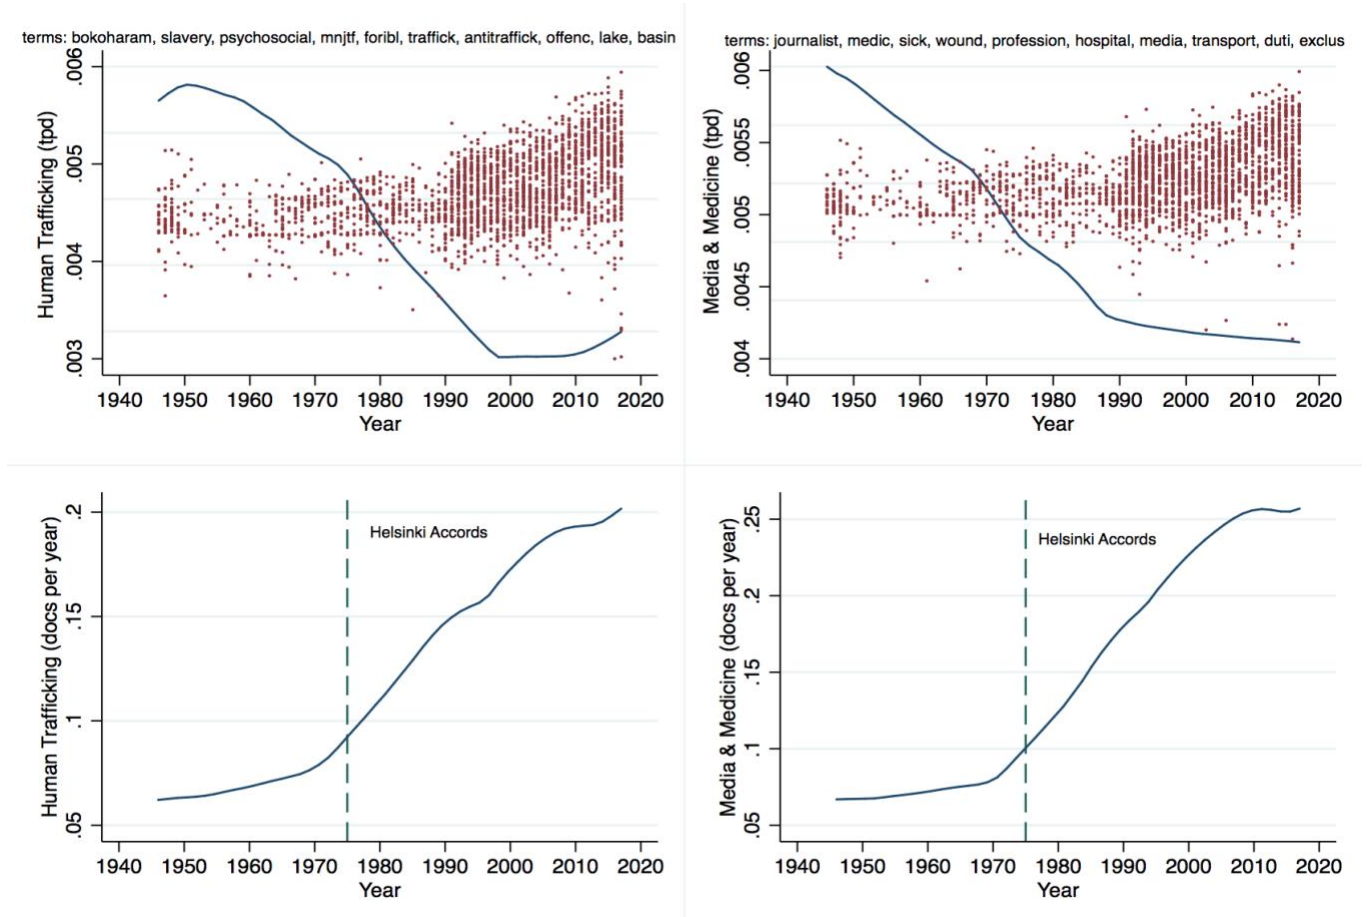 terms: bokoharam, slavery, psychosocial, mnjtf, foribl, traffick, antitraffick, offenc, lake, basin
Human Trafficking (tpd)
.006
.005
.004
.003
1940 1950 1960 1970 1980 1990 2000 2010 2020
Year
terms: journalist, medic, sick, wound, profession, hospital, media, transport, duti, exclus
Media & Medicine (tpd)
.006
.0055
.005
.0045
.004
1940 1950 1960 1970 1980 1990 2000 2010 2020
Year
Human Trafficking (docs per year)
.2
.15
.1
.05
Helsinki Accords
1940 1950 1960 1970 1980 1990 2000 2010 2020
Year
Media & Medicine (docs per year)
.25
.2
.15
.1
.05
Helsinki Accords
1940 1950 1960 1970 1980 1990 2000 2010 2020
Year